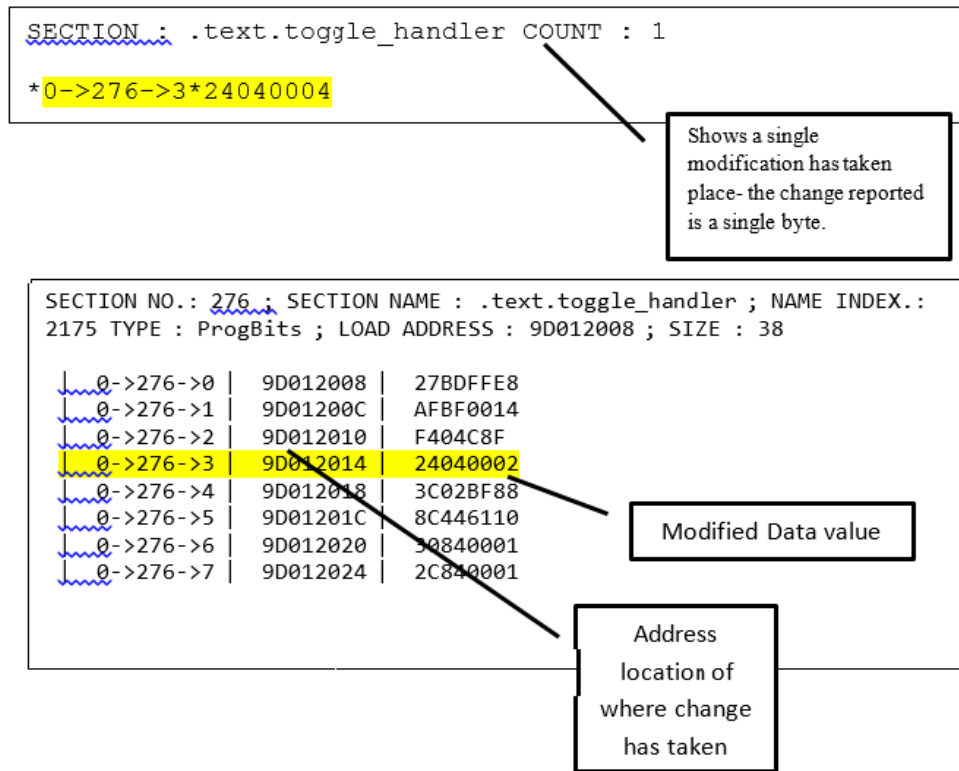 SECTION : .text.toggle_handler COUNT : 1
*0->276->3*24040004
Shows a single
modification has taken
place- the change reported
is a single byte.
SECTION NO.: 276 ; SECTION NAME : .text.toggle_handler ; NAME INDEX.:
2175 TYPE : ProgBits ; LOAD ADDRESS : 9D012008 ; SIZE : 38
| 0->276->0 | 9D012008 | 27BDFFE8
| 0->276->1 | 9D01200C | AFBF0014
| 0->276->2 | 9D012010 | F404C8F
| 0->276->3 | 9D012014 | 24040002
| 0->276->4 | 9D012018 | 3C02BF88
| 0->276->5 | 9D01201C | 8C446110
| 0->276->6 | 9D012020 | 30840001
| 0->276->7 | 9D012024 | 2C840001
Modified Data value
Address
location of
where change
has taken